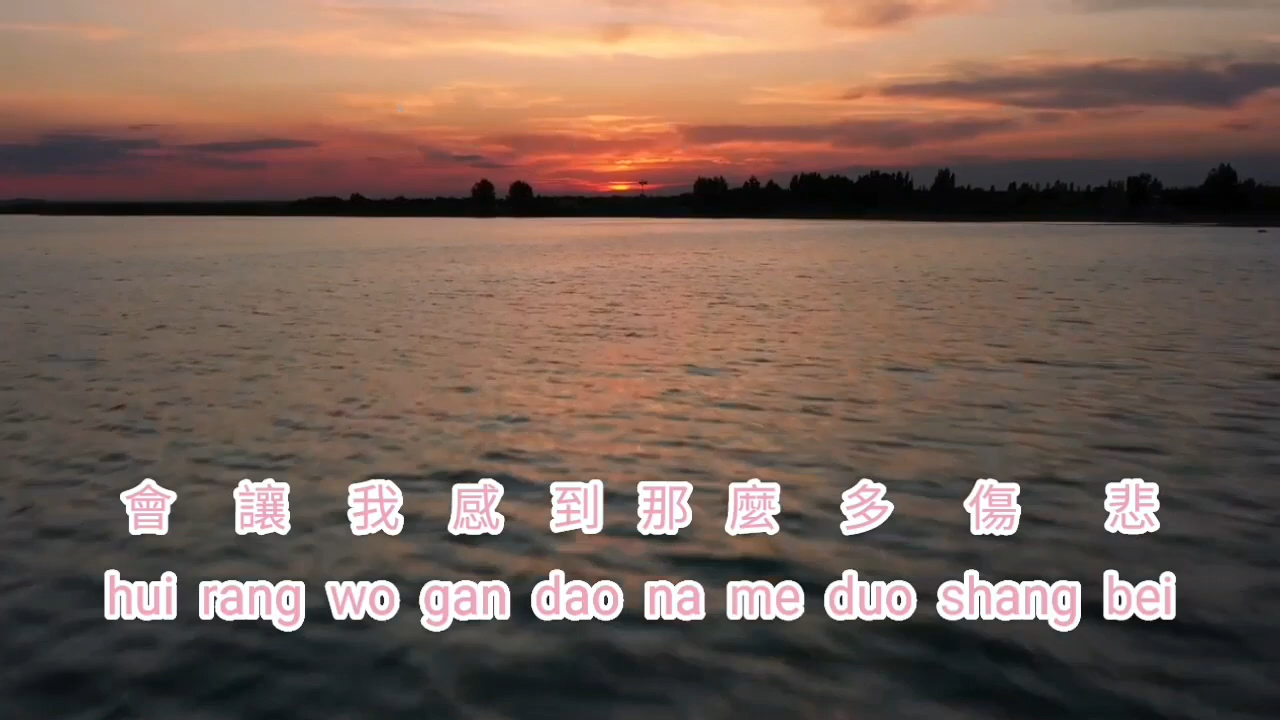 會 讓 我 感 到 那 麼 多 傷 悲
hui rang wo gan dao na me duo shang bei